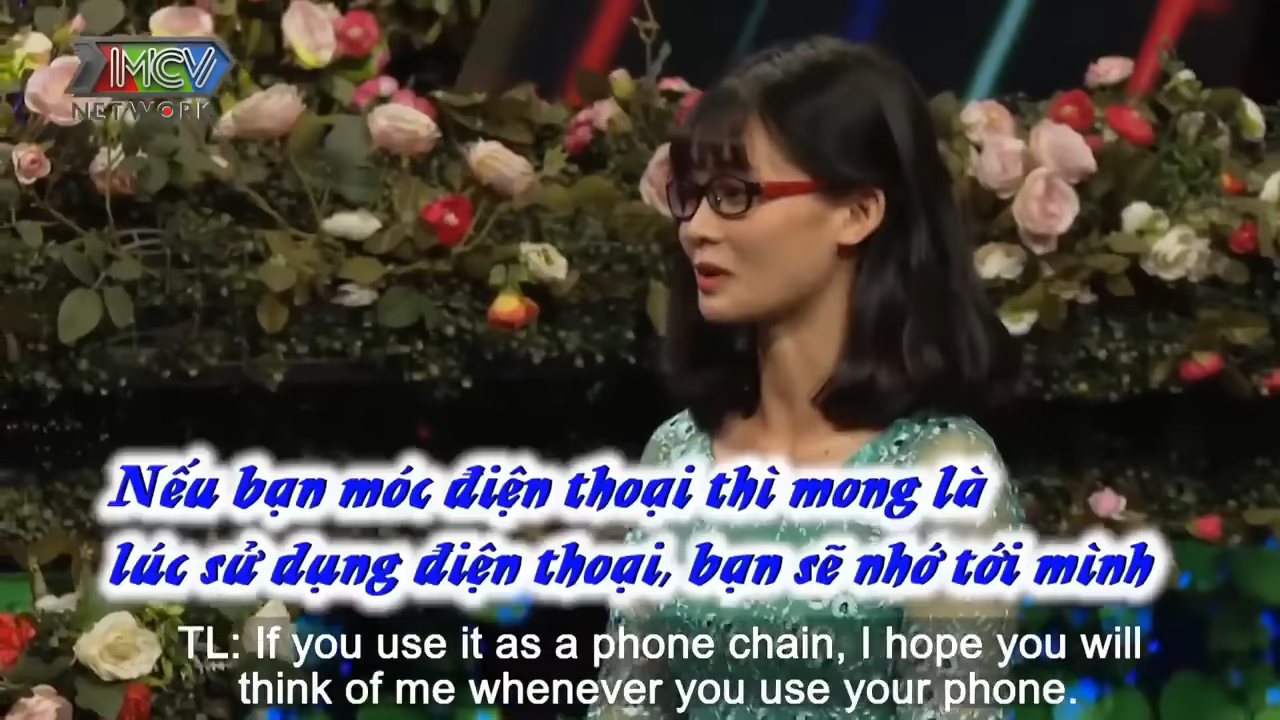 MCV
NETWORK
Nếu bạn móc điện thoại thì mong là
lúc sử dụng điện thoại, bạn sẽ nhớ tới mình
TL: If you use it as a phone chain, I hope you will
think of me whenever you use your phone.